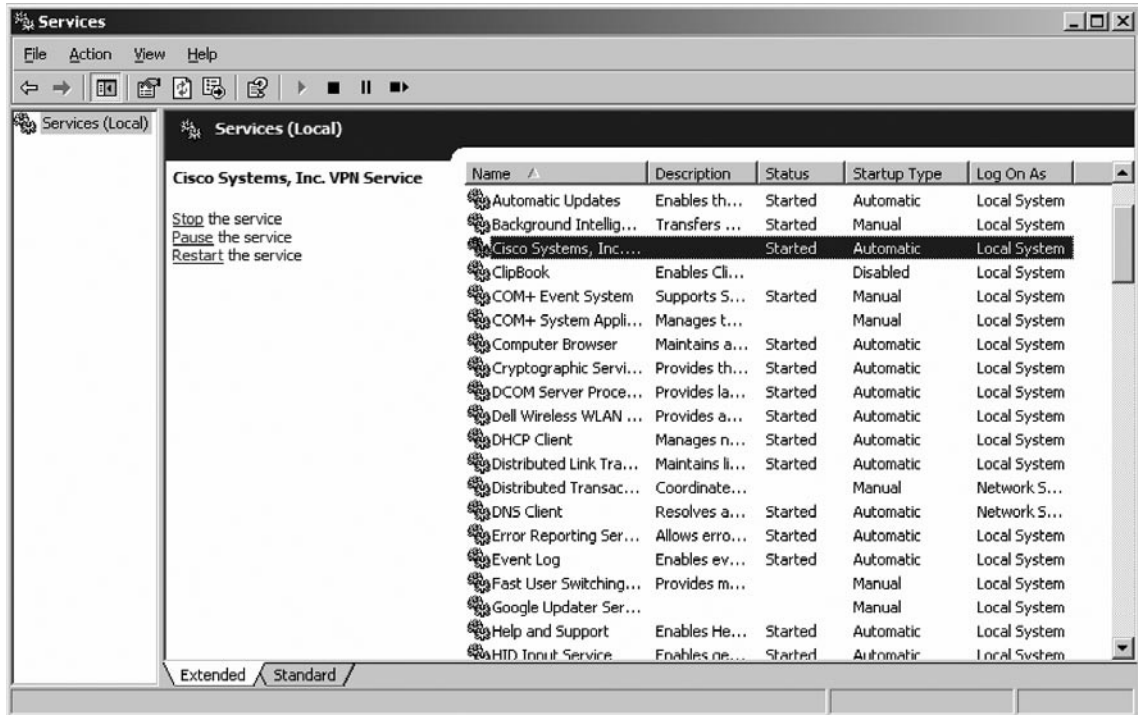 Services
File Action View Help
Services (Local)
Services (Local)
Cisco Systems, Inc. VPN Service
Stop the service
Pause the service
Restart the service
Name Description Status Startup Type Log On As
Automatic Updates Enables th... Started Automatic Local System
Background Intellig... Transfers ... Started Manual Local System
Cisco Systems, Inc.... Started Automatic Local System
ClipBook Enables Cli... Disabled Local System
COM+ Event System Supports S... Started Manual Local System
COM+ System Appli... Manages t... Manual Local System
Computer Browser Maintains a... Started Automatic Local System
Cryptographic Servi... Provides th... Started Automatic Local System
DCOM Server Proce... Provides la... Started Automatic Local System
Dell Wireless WLAN ... Provides a... Started Automatic Local System
DHCP Client Manages n... Started Automatic Local System
Distributed Link Tra... Maintains li... Started Automatic Local System
Distributed Transac... Coordinate... Manual Network S...
DNS Client Resolves a... Started Automatic Network S...
Error Reporting Ser... Allows erro... Started Automatic Local System
Event Log Enables ev... Started Automatic Local System
Fast User Switching... Provides m... Manual Local System
Google Updater Ser... Manual Local System
Help and Support Enables He... Started Automatic Local System
HID Input Service Enables ge... Started Automatic Local System
Extended Standard